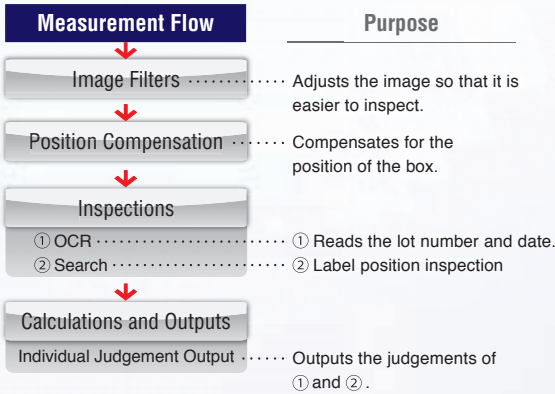 Measurement Flow Purpose
Image Filters ············· Adjusts the image so that it is
easier to inspect.
Position Compensation ······· Compensates for the
position of the box.
Inspections
① OCR ························· ① Reads the lot number and date.
② Search ······················· ② Label position inspection
Calculations and Outputs
Individual Judgement Output ······ Outputs the judgements of
① and ②.